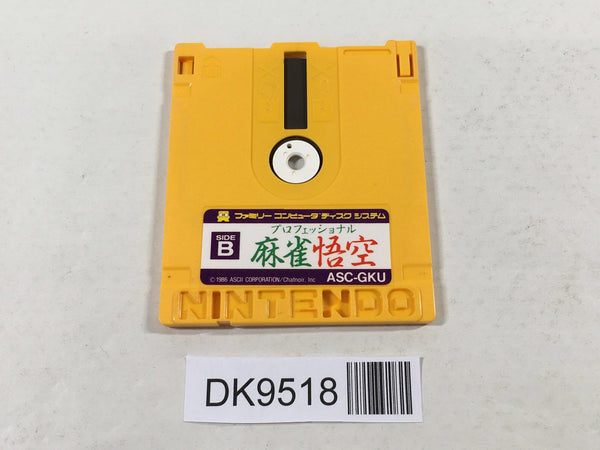 ファミリー コンピュータ ディスク システム
SIDE B
プロフェッショナル
麻雀悟空
© 1986 ASCII CORPORATION/Chatnoir, Inc
ASC-GKU
NINTENDO
DK9518